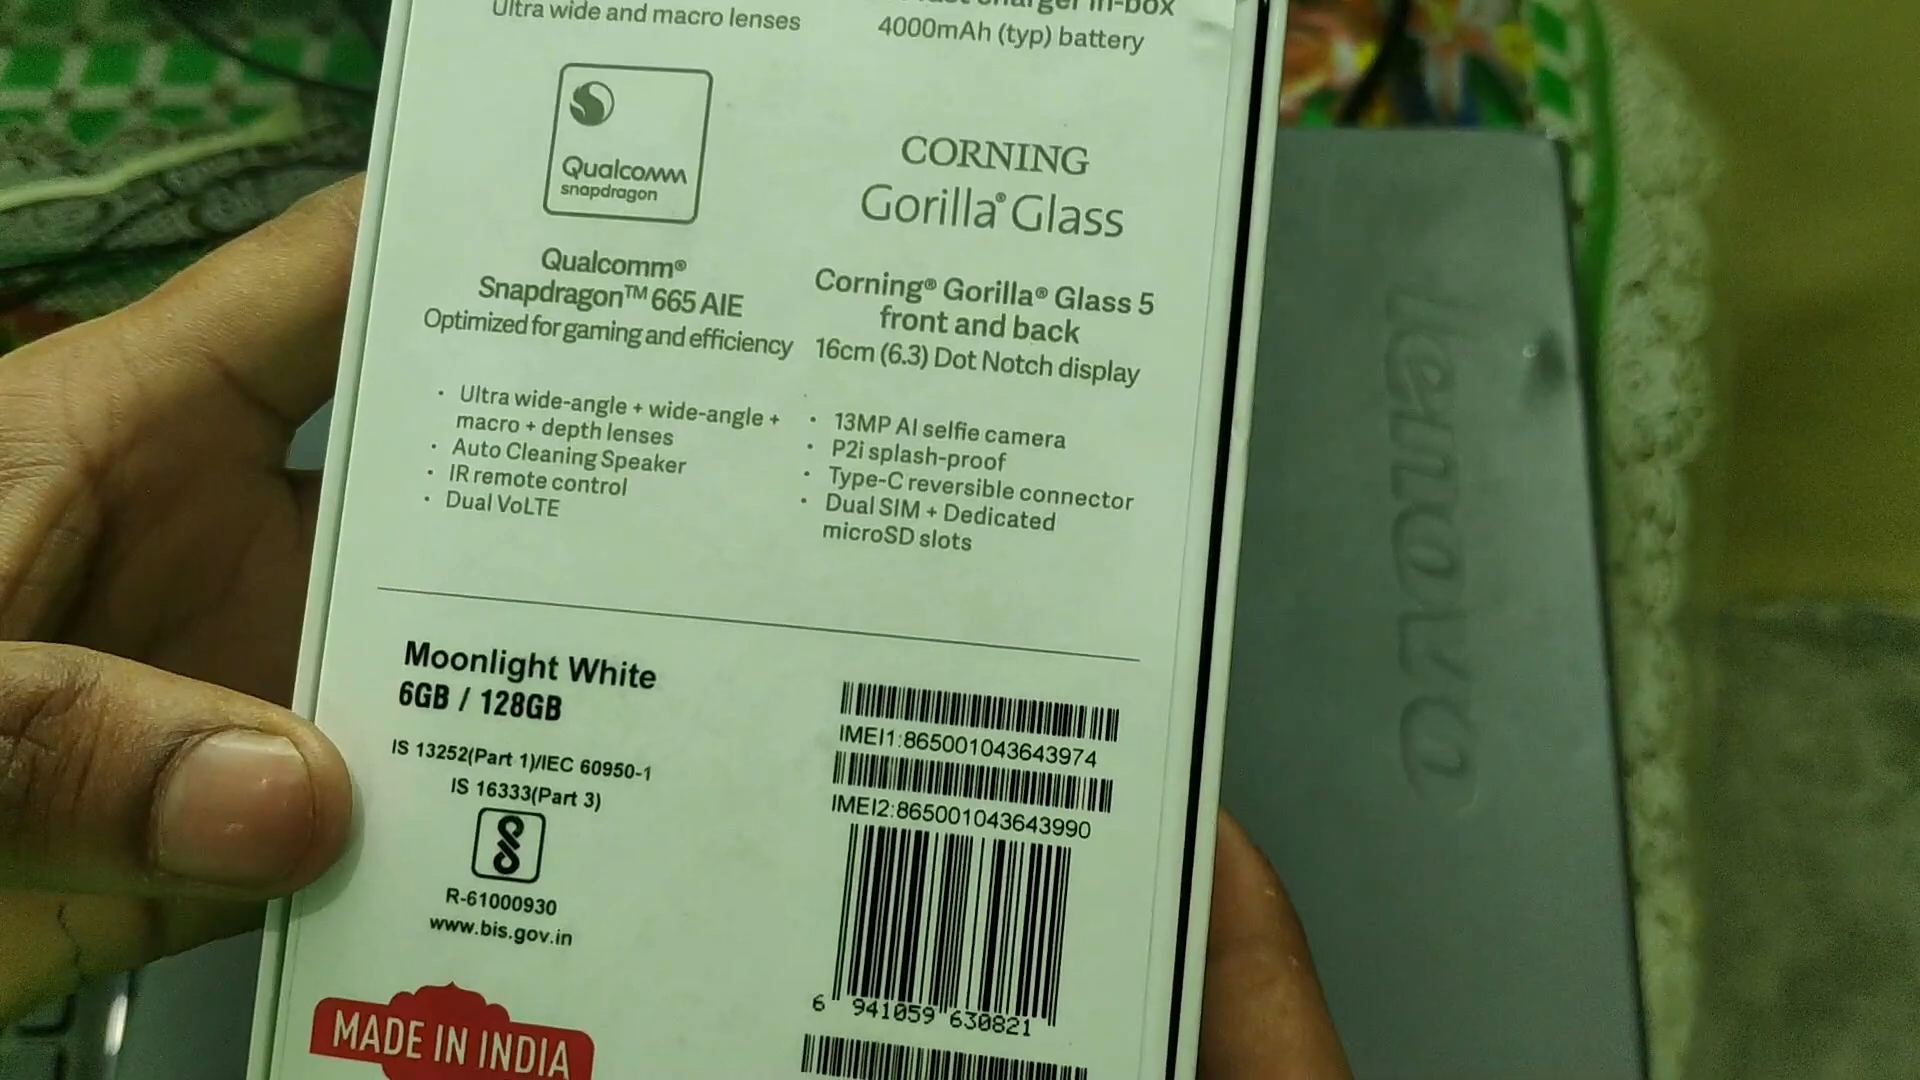 Ultra wide and macro lenses
charger in-box
4000mAh (typ) battery
Qualcomm
snapdragon
Qualcomm®
Snapdragon™ 665 AIE
Optimized for gaming and efficiency
CORNING
Gorilla® Glass
Corning® Gorilla® Glass 5
front and back
16cm (6.3) Dot Notch display
• Ultra wide-angle + wide-angle +
macro + depth lenses
• Auto Cleaning Speaker
• IR remote control
• Dual VoLTE
• 13MP AI selfie camera
• P2i splash-proof
• Type-C reversible connector
• Dual SIM + Dedicated
microSD slots
Moonlight White
6GB / 128GB
IS 13252(Part 1)/IEC 60950-1
IS 16333(Part 3)
R-61000930
www.bis.gov.in
MADE IN INDIA
IMEI1:865001043643974
IMEI2:865001043643990
6 941059 630821
lenovo